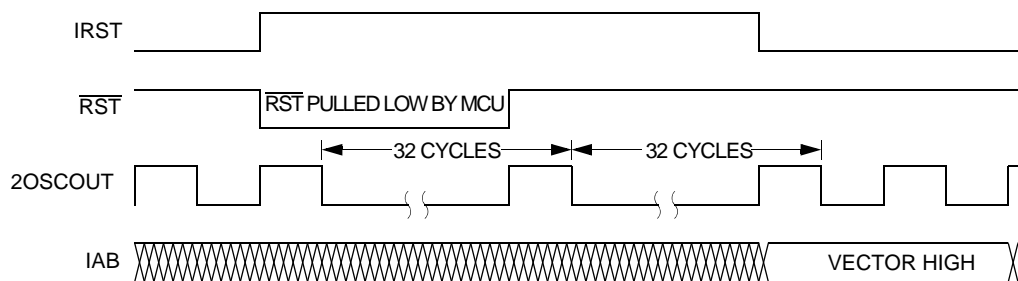 IRST
RST
RST PULLED LOW BY MCU
32 CYCLES
32 CYCLES
2OSCOUT
IAB
VECTOR HIGH